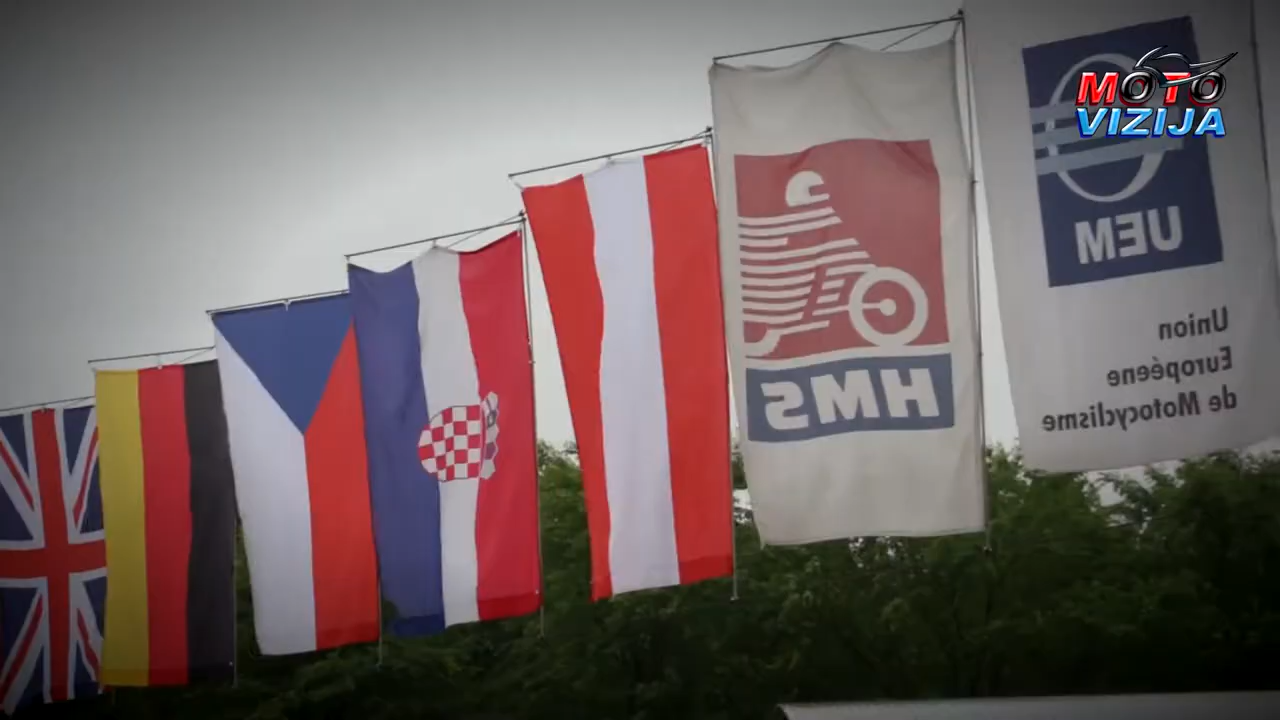 MOTO
VIZIJA
HMS
UEM
Union
Européene
de Motocyclisme